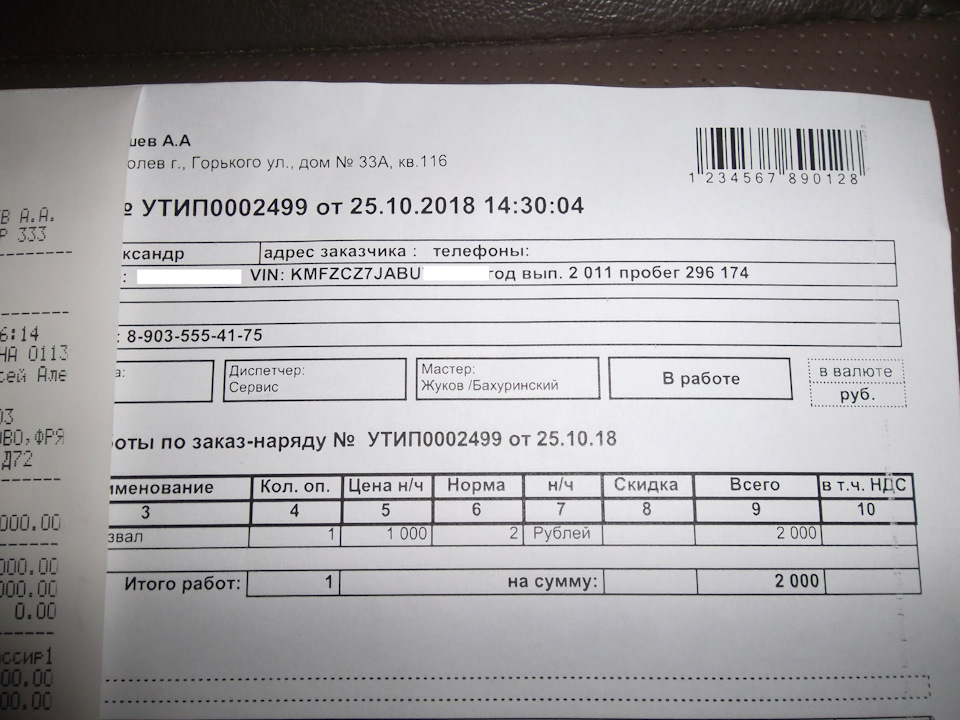 шев А.А
олев г., Горького ул., дом № 33А, кв.116
1 234567 890128
№ УТИП0002499 от 25.10.2018 14:30:04
ксандр адрес заказчика : телефоны:
: VIN: KMFZCZ7JABU год вып. 2 011 пробег 296 174
: 8-903-555-41-75
а: Диспетчер: Мастер: В работе в валюте
Сервис Жуков /Бахуринский руб.
боты по заказ-наряду № УТИП0002499 от 25.10.18
именование Кол. оп. Цена н/ч Норма н/ч Скидка Всего в т.ч. НДС
3 4 5 6 7 8 9 10
звал 1 1 000 2 Рублей 2 000
Итого работ: 1 на сумму: 2 000
В А.А.
Р 333
6:14
НА 0113
сей Але
03
ОВО,ФРЯ
Д72
000.00
000.00
000.00
0.00
ссир1
00.00
00.00